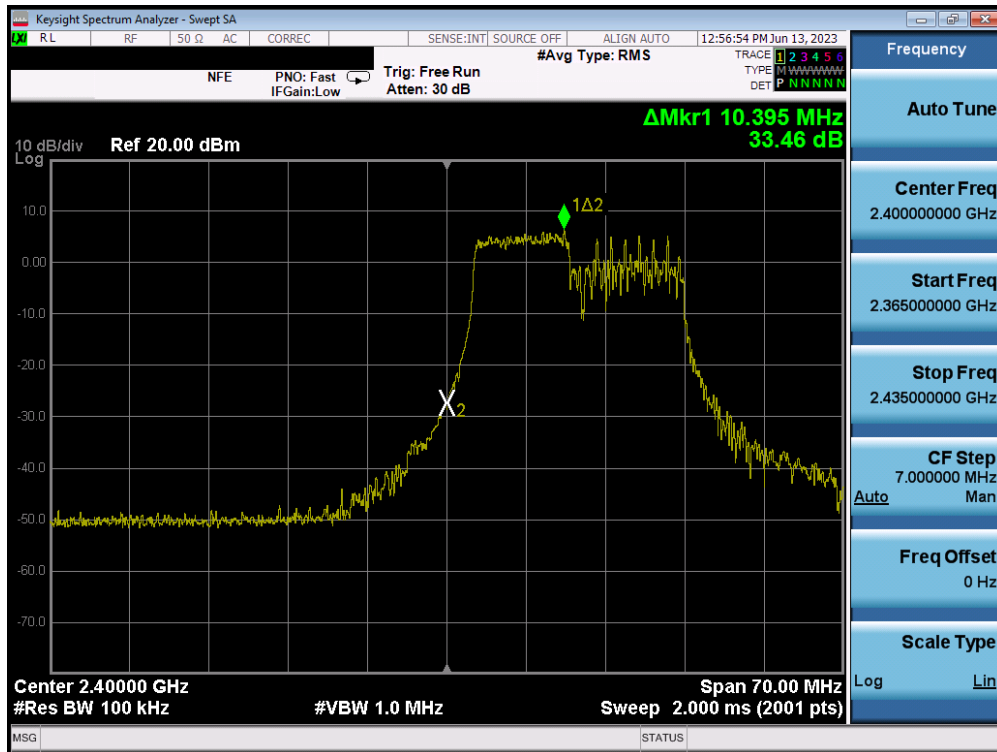 Keysight Spectrum Analyzer - Swept SA
LXI RL RF 50 Ω AC CORREC SENSE:INT SOURCE OFF ALIGN AUTO 12:56:54 PM Jun 13, 2023
NFE PNO: Fast IFGain:Low
Trig: Free Run
Atten: 30 dB
#Avg Type: RMS
TRACE 1 2 3 4 5 6
TYPE M WWWWW
DET P N N N N N
ΔMkr1 10.395 MHz
33.46 dB
10 dB/div Ref 20.00 dBm
Log
10.0
0.00
-10.0
-20.0
-30.0
-40.0
-50.0
-60.0
-70.0
1Δ2
X2
Center 2.40000 GHz Span 70.00 MHz
#Res BW 100 kHz #VBW 1.0 MHz Sweep 2.000 ms (2001 pts)
MSG STATUS
Frequency
Auto Tune
Center Freq
2.400000000 GHz
Start Freq
2.365000000 GHz
Stop Freq
2.435000000 GHz
CF Step
7.000000 MHz
Auto Man
Freq Offset
0 Hz
Scale Type
Log Lin